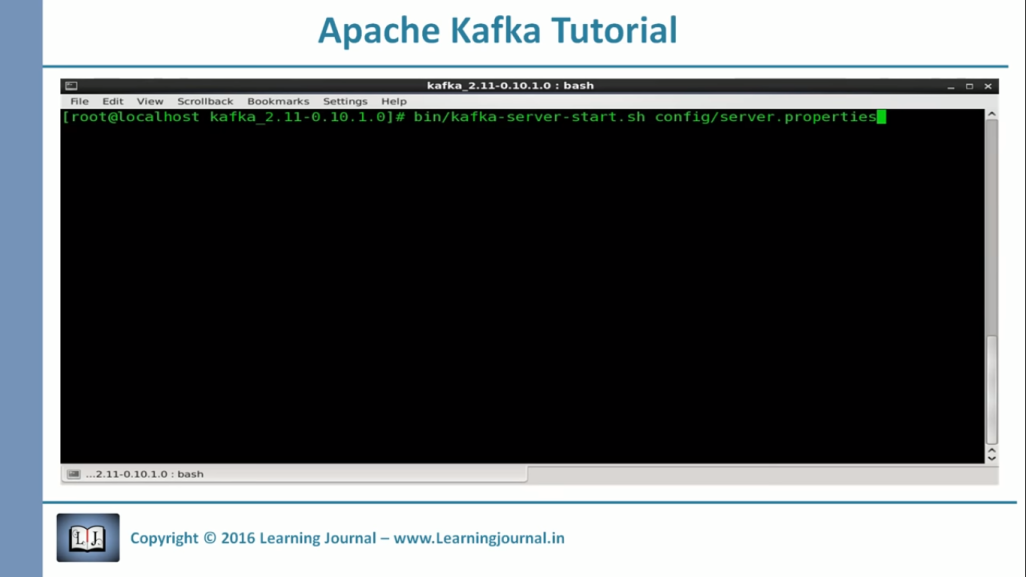 Apache Kafka Tutorial
kafka_2.11-0.10.1.0 : bash
File Edit View Scrollback Bookmarks Settings Help
[root@localhost kafka_2.11-0.10.1.0]# bin/kafka-server-start.sh config/server.properties
...2.11-0.10.1.0 : bash
LJ
Copyright © 2016 Learning Journal – www.Learningjournal.in